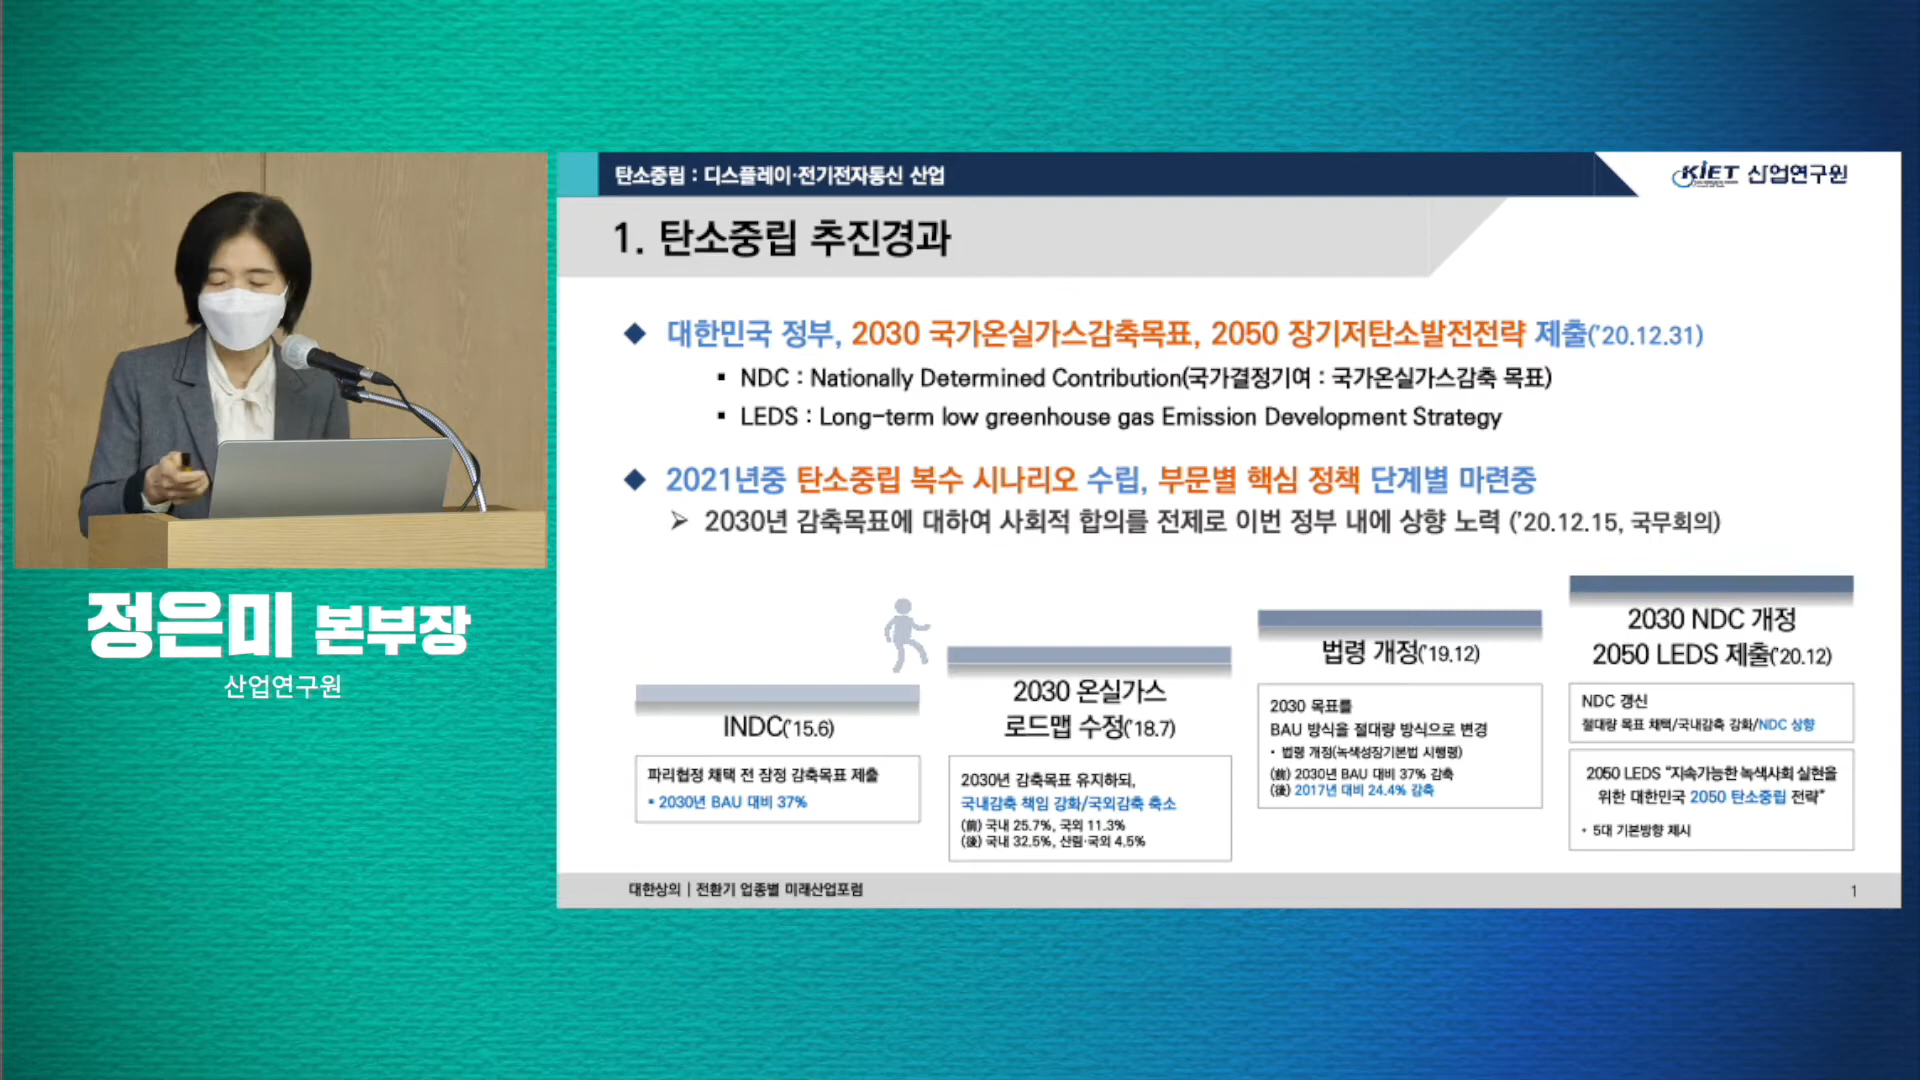 탄소중립 : 디스플레이·전기전자통신 산업
KIET 산업연구원
1. 탄소중립 추진경과
◆ 대한민국 정부, 2030 국가온실가스감축목표, 2050 장기저탄소발전전략 제출('20.12.31)
▪ NDC : Nationally Determined Contribution(국가결정기여 : 국가온실가스감축 목표)
▪ LEDS : Long-term low greenhouse gas Emission Development Strategy
◆ 2021년중 탄소중립 복수 시나리오 수립, 부문별 핵심 정책 단계별 마련중
➢ 2030년 감축목표에 대하여 사회적 합의를 전제로 이번 정부 내에 상향 노력 ('20.12.15, 국무회의)
INDC('15.6)
파리협정 채택 전 잠정 감축목표 제출
▪ 2030년 BAU 대비 37%
2030 온실가스
로드맵 수정('18.7)
2030년 감축목표 유지하되,
국내감축 책임 강화/국외감축 축소
(前) 국내 25.7%, 국외 11.3%
(後) 국내 32.5%, 산림·국외 4.5%
법령 개정('19.12)
2030 목표를
BAU 방식을 절대량 방식으로 변경
• 법령 개정(녹색성장기본법 시행령)
(前) 2030년 BAU 대비 37% 감축
(後) 2017년 대비 24.4% 감축
2030 NDC 개정
2050 LEDS 제출('20.12)
NDC 갱신
절대량 목표 채택/국내감축 강화/NDC 상향
2050 LEDS "지속가능한 녹색사회 실현을
위한 대한민국 2050 탄소중립 전략"
• 5대 기본방향 제시
대한상의 | 전환기 업종별 미래산업포럼
1
정은미 본부장
산업연구원